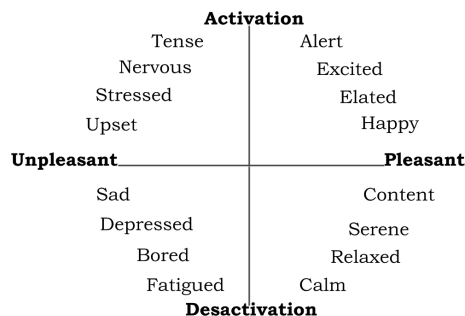 Activation
Tense Alert
Nervous Excited
Stressed Elated
Upset Happy
Unpleasant Pleasant
Sad Content
Depressed Serene
Bored Relaxed
Fatigued Calm
Desactivation